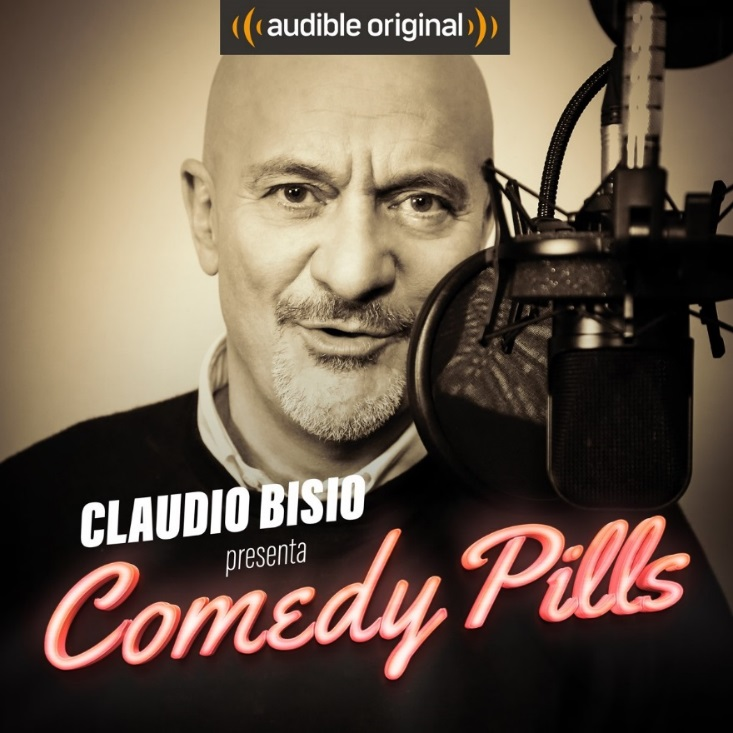 audible original
CLAUDIO BISIO
presenta
Comedy Pills